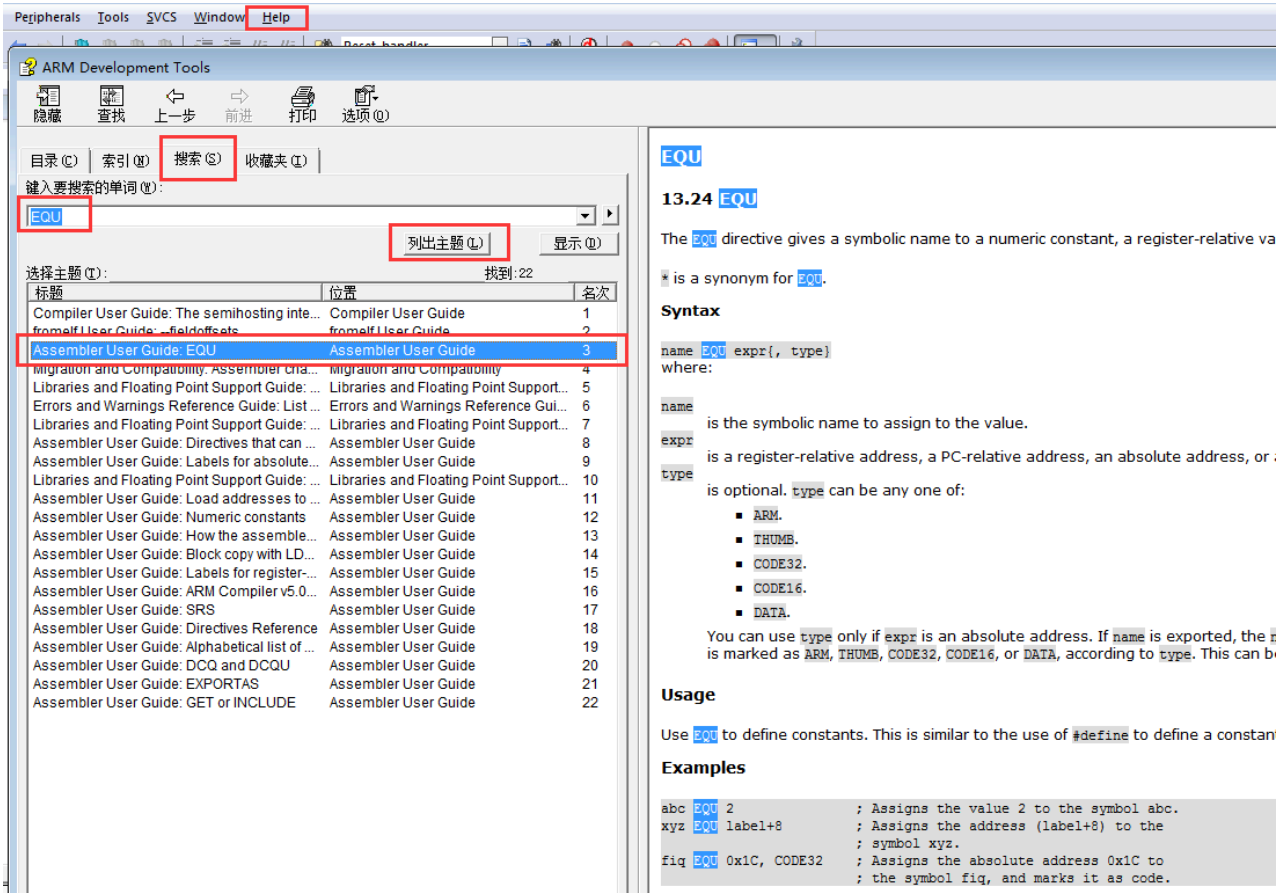 Peripherals Tools SVCS Window Help
Reset_handler
ARM Development Tools
隐藏 查找 上一步 前进 打印 选项(O)
目录(C) 索引(N) 搜索(S) 收藏夹(I)
键入要搜索的单词(W):
EQU
列出主题(L) 显示(D)
选择主题(T): 找到:22
标题 位置 名次
Compiler User Guide: The semihosting inte... Compiler User Guide 1
fromelf User Guide: --fieldoffsets fromelf User Guide 2
Assembler User Guide: EQU Assembler User Guide 3
Migration and Compatibility: Assembler cha... Migration and Compatibility 4
Libraries and Floating Point Support Guide: ... Libraries and Floating Point Support... 5
Errors and Warnings Reference Guide: List ... Errors and Warnings Reference Gui... 6
Libraries and Floating Point Support Guide: ... Libraries and Floating Point Support... 7
Assembler User Guide: Directives that can ... Assembler User Guide 8
Assembler User Guide: Labels for absolute... Assembler User Guide 9
Libraries and Floating Point Support Guide: ... Libraries and Floating Point Support... 10
Assembler User Guide: Load addresses to ... Assembler User Guide 11
Assembler User Guide: Numeric constants Assembler User Guide 12
Assembler User Guide: How the assemble... Assembler User Guide 13
Assembler User Guide: Block copy with LD... Assembler User Guide 14
Assembler User Guide: Labels for register-... Assembler User Guide 15
Assembler User Guide: ARM Compiler v5.0... Assembler User Guide 16
Assembler User Guide: SRS Assembler User Guide 17
Assembler User Guide: Directives Reference Assembler User Guide 18
Assembler User Guide: Alphabetical list of ... Assembler User Guide 19
Assembler User Guide: DCQ and DCQU Assembler User Guide 20
Assembler User Guide: EXPORTAS Assembler User Guide 21
Assembler User Guide: GET or INCLUDE Assembler User Guide 22
EQU
13.24 EQU
The EQU directive gives a symbolic name to a numeric constant, a register-relative va
* is a synonym for EQU.
Syntax
name EQU expr{, type}
where:
name
is the symbolic name to assign to the value.
expr
is a register-relative address, a PC-relative address, an absolute address, or
type
is optional. type can be any one of:
▪ ARM.
▪ THUMB.
▪ CODE32.
▪ CODE16.
▪ DATA.
You can use type only if expr is an absolute address. If name is exported, the
is marked as ARM, THUMB, CODE32, CODE16, or DATA, according to type. This can b
Usage
Use EQU to define constants. This is similar to the use of #define to define a constan
Examples
abc EQU 2 ; Assigns the value 2 to the symbol abc.
xyz EQU label+8 ; Assigns the address (label+8) to the
; symbol xyz.
fiq EQU 0x1C, CODE32 ; Assigns the absolute address 0x1C to
; the symbol fiq, and marks it as code.